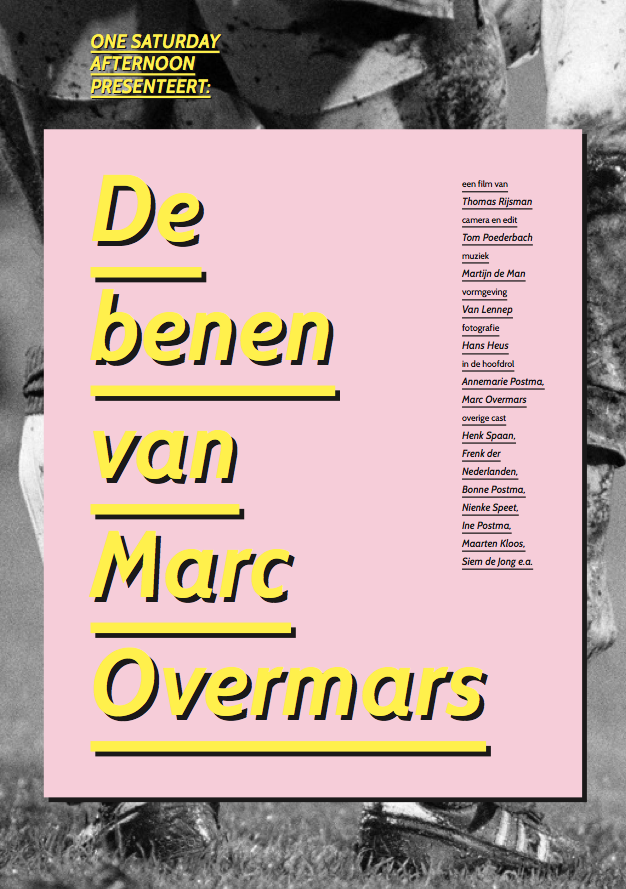 ONE SATURDAY
AFTERNOON
PRESENTEERT:
De
benen
van
Marc
Overmars
een film van
Thomas Rijsman
camera en edit
Tom Poederbach
muziek
Martijn de Man
vormgeving
Van Lennep
fotografie
Hans Heus
in de hoofdrol
Annemarie Postma,
Marc Overmars
overige cast
Henk Spaan,
Frenk der
Nederlanden,
Bonne Postma,
Nienke Speet,
Ine Postma,
Maarten Kloos,
Siem de Jong e.a.